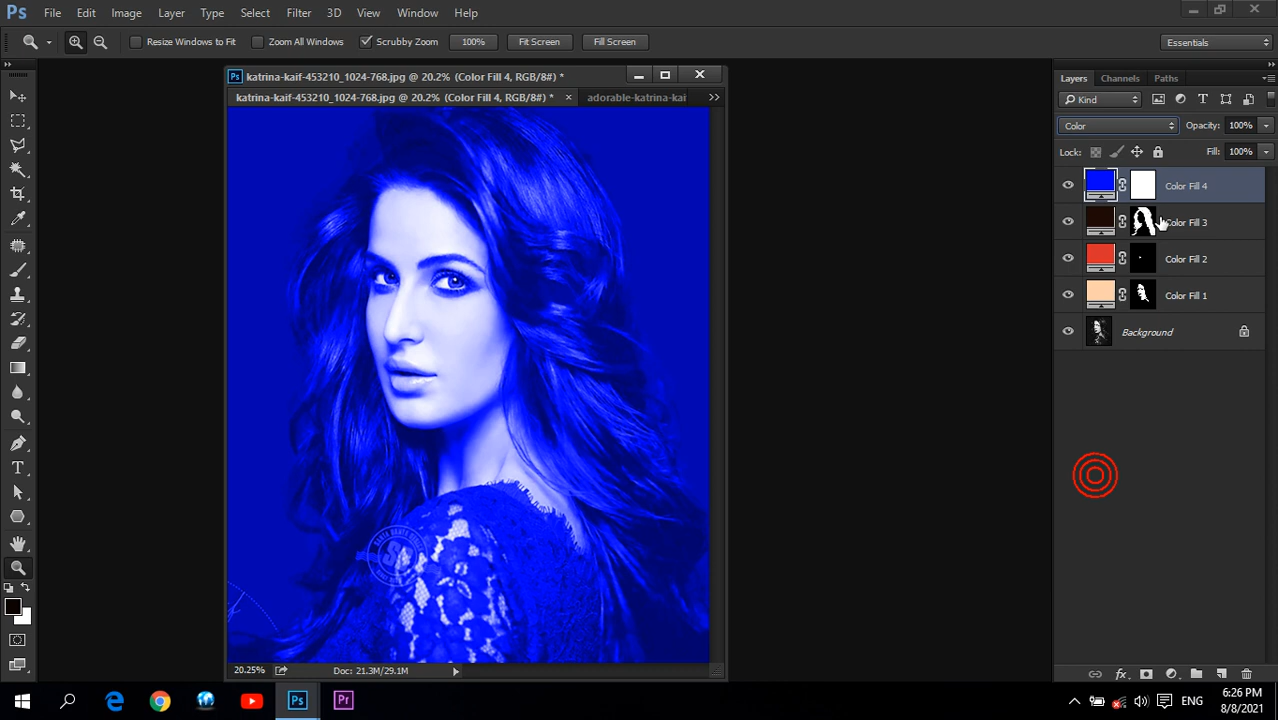 Ps File Edit Image Layer Type Select Filter 3D View Window Help
Resize Windows to Fit Zoom All Windows Scrubby Zoom 100% Fit Screen Fill Screen Essentials
Ps katrina-kaif-453210_1024-768.jpg @ 20.2% (Color Fill 4, RGB/8#) *
katrina-kaif-453210_1024-768.jpg @ 20.2% (Color Fill 4, RGB/8#) * × adorable-katrina-kai
Layers Channels Paths
Kind
Color Opacity: 100%
Lock: Fill: 100%
Color Fill 4
Color Fill 3
Color Fill 2
Color Fill 1
Background
20.25% Doc: 21.3M/29.1M
Ps Pr ENG 6:26 PM
8/8/2021